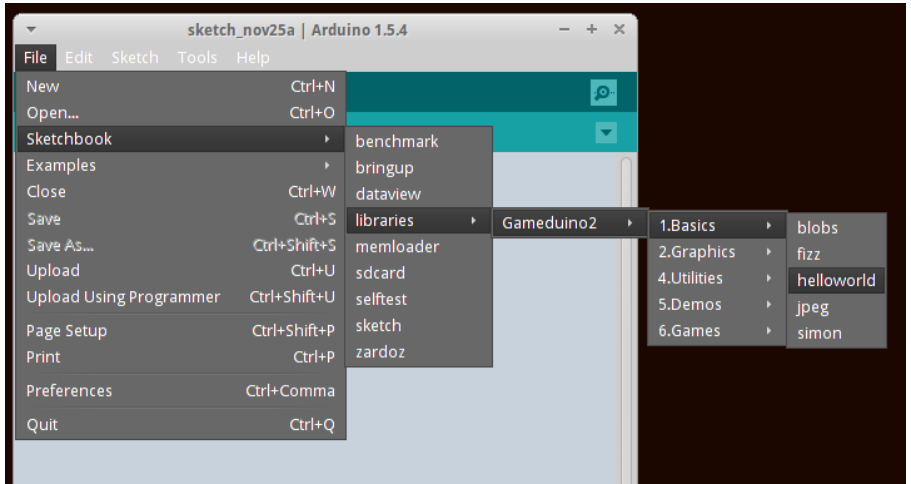 sketch_nov25a | Arduino 1.5.4
File Edit Sketch Tools Help
New Ctrl+N
Open... Ctrl+O
Sketchbook
Examples
Close Ctrl+W
Save Ctrl+S
Save As... Ctrl+Shift+S
Upload Ctrl+U
Upload Using Programmer Ctrl+Shift+U
Page Setup Ctrl+Shift+P
Print Ctrl+P
Preferences Ctrl+Comma
Quit Ctrl+Q
benchmark
bringup
dataview
libraries
memloader
sdcard
selftest
sketch
zardoz
Gameduino2
1.Basics
2.Graphics
4.Utilities
5.Demos
6.Games
blobs
fizz
helloworld
jpeg
simon